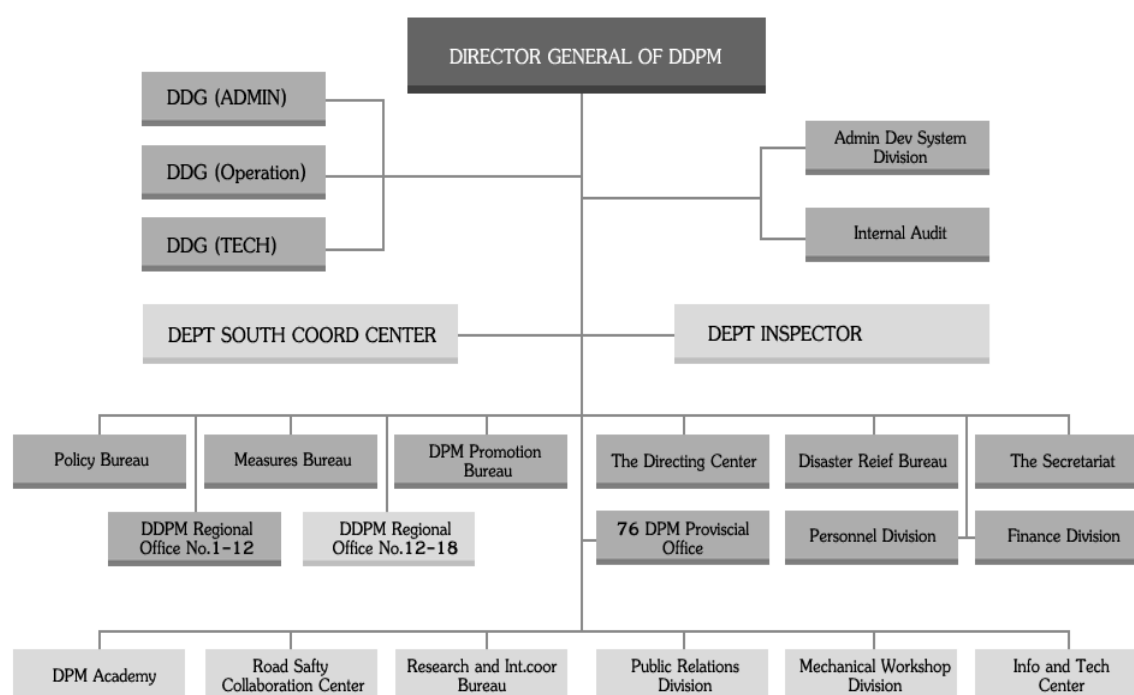 DIRECTOR GENERAL OF DDPM
DDG (ADMIN)
DDG (Operation)
DDG (TECH)
Admin Dev System
Division
Internal Audit
DEPT SOUTH COORD CENTER
DEPT INSPECTOR
Policy Bureau
Measures Bureau
DPM Promotion
Bureau
The Directing Center
Disaster Reief Bureau
The Secretariat
DDPM Regional
Office No.1-12
DDPM Regional
Office No.12-18
76 DPM Proviscial
Office
Personnel Division
Finance Division
DPM Academy
Road Safty
Collaboration Center
Research and Int.coor
Bureau
Public Relations
Division
Mechanical Workshop
Division
Info and Tech
Center